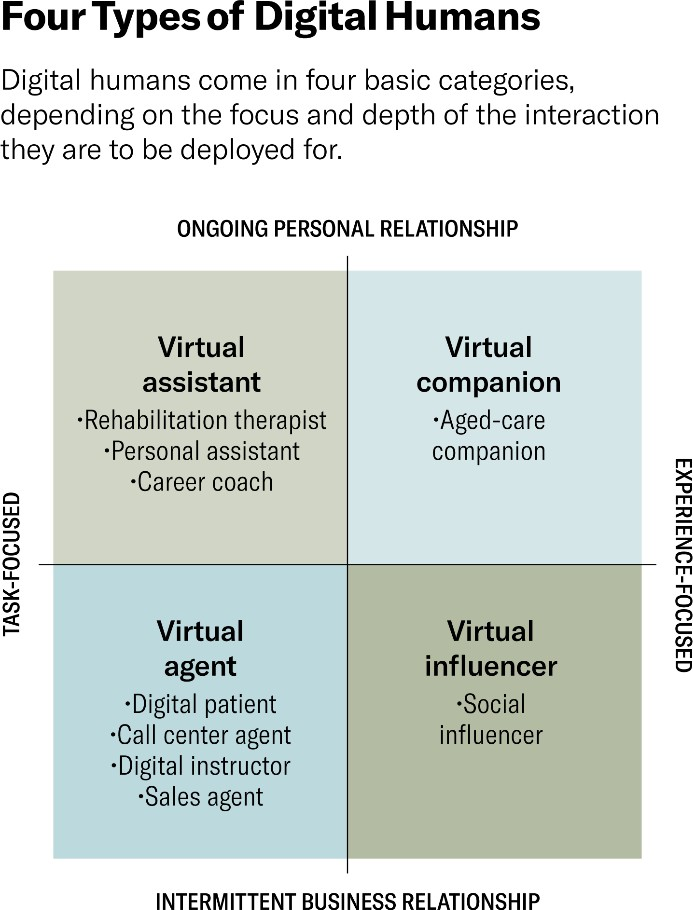 Four Types of Digital Humans
Digital humans come in four basic categories,
depending on the focus and depth of the interaction
they are to be deployed for.
ONGOING PERSONAL RELATIONSHIP
Virtual
assistant
•Rehabilitation therapist
•Personal assistant
•Career coach
Virtual
companion
•Aged-care
companion
TASK-FOCUSED
EXPERIENCE-FOCUSED
Virtual
agent
•Digital patient
•Call center agent
•Digital instructor
•Sales agent
Virtual
influencer
•Social
influencer
INTERMITTENT BUSINESS RELATIONSHIP